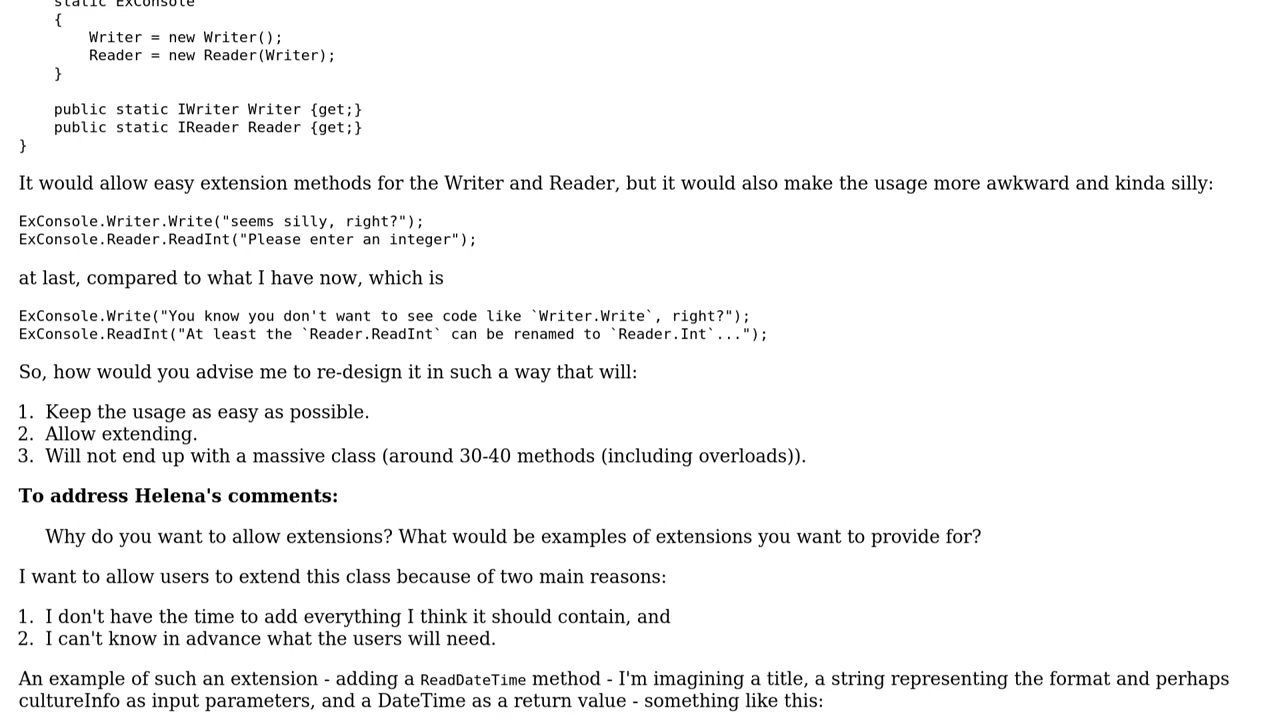 static ExConsole
{
Writer = new Writer();
Reader = new Reader(Writer);
}
public static IWriter Writer {get;}
public static IReader Reader {get;}
}
It would allow easy extension methods for the Writer and Reader, but it would also make the usage more awkward and kinda silly:
ExConsole.Writer.Write("seems silly, right?");
ExConsole.Reader.ReadInt("Please enter an integer");
at last, compared to what I have now, which is
ExConsole.Write("You know you don't want to see code like `Writer.Write`, right?");
ExConsole.ReadInt("At least the `Reader.ReadInt` can be renamed to `Reader.Int`...");
So, how would you advise me to re-design it in such a way that will:
1. Keep the usage as easy as possible.
2. Allow extending.
3. Will not end up with a massive class (around 30-40 methods (including overloads)).
To address Helena's comments:
Why do you want to allow extensions? What would be examples of extensions you want to provide for?
I want to allow users to extend this class because of two main reasons:
1. I don't have the time to add everything I think it should contain, and
2. I can't know in advance what the users will need.
An example of such an extension - adding a ReadDateTime method - I'm imagining a title, a string representing the format and perhaps
cultureInfo as input parameters, and a DateTime as a return value - something like this: